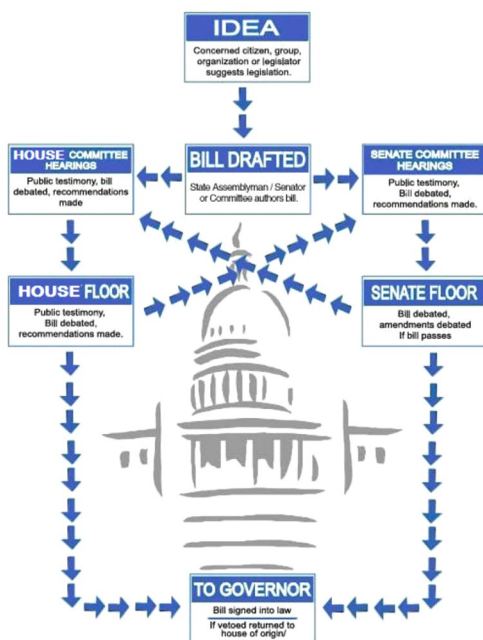 IDEA
Concerned citizen, group,
organization or legislator
suggests legislation.
HOUSE COMMITTEE
HEARINGS
Public testimony, bill
debated, recommendations
made
BILL DRAFTED
State Assemblyman / Senator
or Committee authors bill.
SENATE COMMITTEE
HEARINGS
Public testimony,
Bill debated,
recommendations made.
HOUSE FLOOR
Public testimony,
Bill debated,
recommendations made.
SENATE FLOOR
Bill debated,
amendments debated
If bill passes
TO GOVERNOR
Bill signed into law
If vetoed returned to
house of origin/